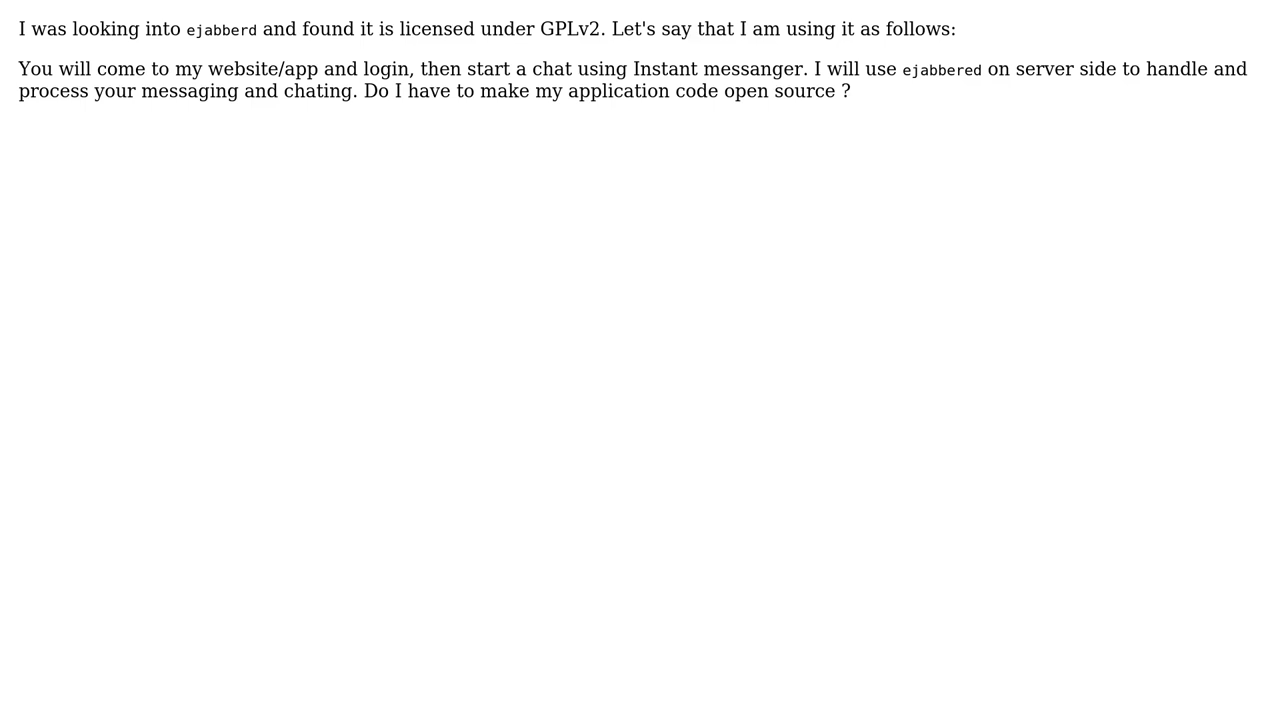 I was looking into ejabberd and found it is licensed under GPLv2. Let's say that I am using it as follows:
You will come to my website/app and login, then start a chat using Instant messanger. I will use ejabbered on server side to handle and
process your messaging and chating. Do I have to make my application code open source ?